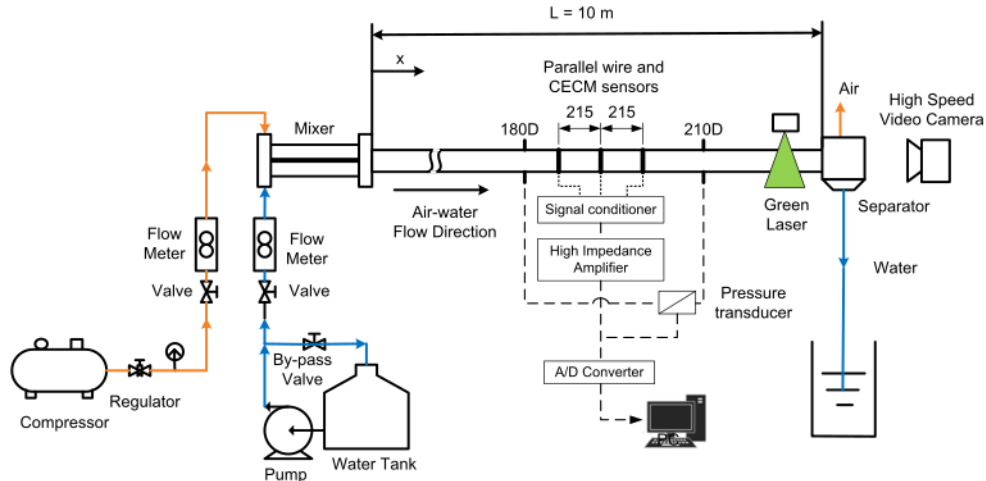 L = 10 m
x
Parallel wire and
CECM sensors
215
215
Air
High Speed
Video Camera
Mixer
180D
210D
Air-water
Flow Direction
Green
Laser
Separator
Signal conditioner
Flow
Meter
Flow
Meter
High Impedance
Amplifier
Water
Valve
Valve
Pressure
transducer
By-pass
Valve
A/D Converter
Regulator
Compressor
PC
Water Tank
Pump